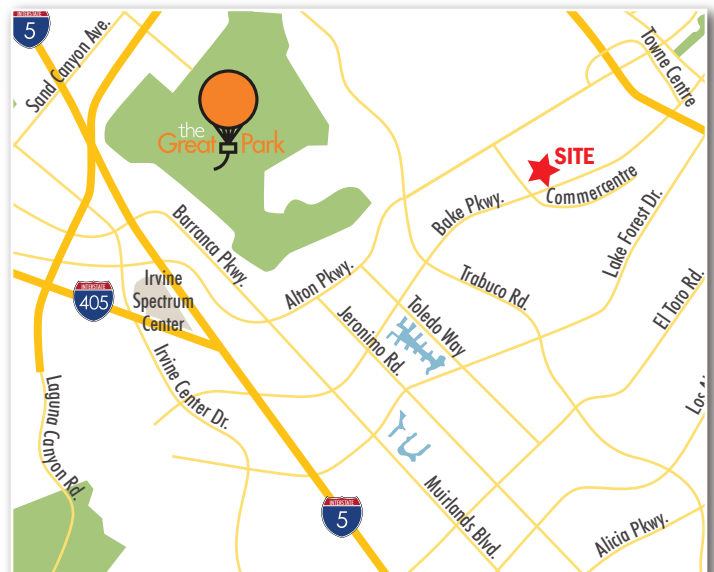 INTERSTATE
5
Sand Canyon Ave.
Towne Centre
the
Great Park
SITE
Commercentre
Bake Pkwy.
Lake Forest Dr.
Barranca Pkwy.
Alton Pkwy.
Trabuco Rd.
El Toro Rd.
INTERSTATE
405
Irvine
Spectrum
Center
Toledo Way
Jeronimo Rd.
Irvine Center Dr.
Laguna Canyon Rd.
Muirlands Blvd.
INTERSTATE
5
Alicia Pkwy.